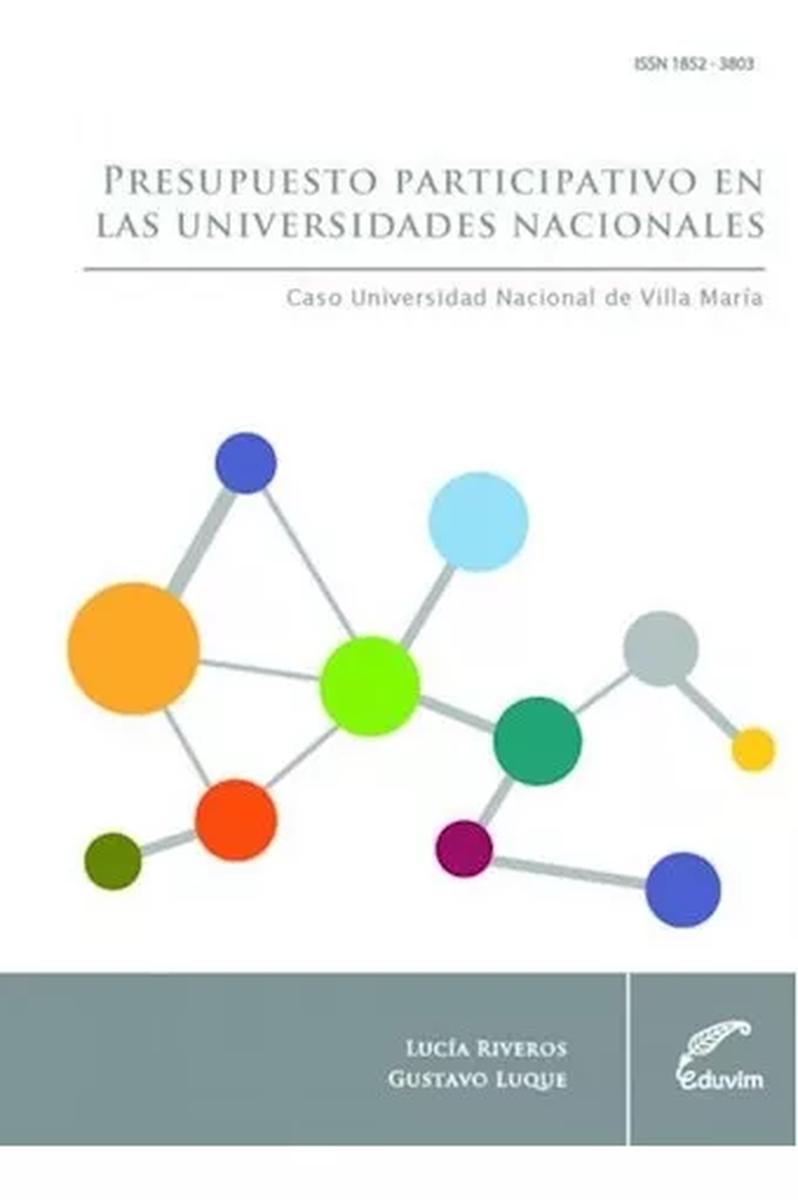 ISSN 1852 - 3803
PRESUPUESTO PARTICIPATIVO EN
LAS UNIVERSIDADES NACIONALES
Caso Universidad Nacional de Villa María
LUCÍA RIVEROS
GUSTAVO LUQUE
eduvim